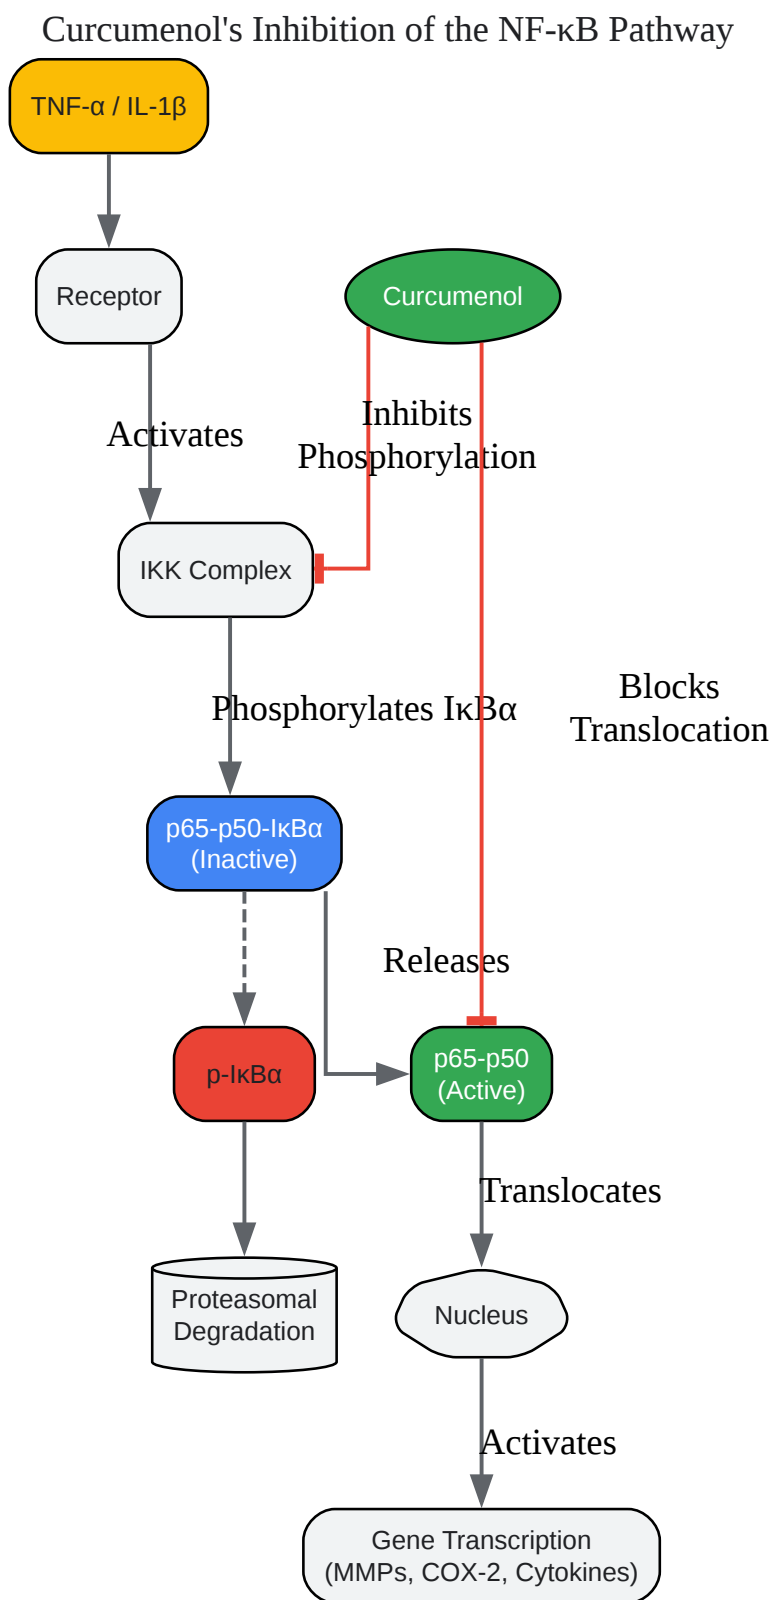 Curcumenol's Inhibition of the NF-κB Pathway
TNF-α / IL-1β
Receptor
Curcumenol
Activates
Inhibits
Phosphorylation
IKK Complex
Phosphorylates IκBα
Blocks
Translocation
p65-p50-IκBα
(Inactive)
Releases
p-IκBα
p65-p50
(Active)
Translocates
Proteasomal
Degradation
Nucleus
Activates
Gene Transcription
(MMPs, COX-2, Cytokines)